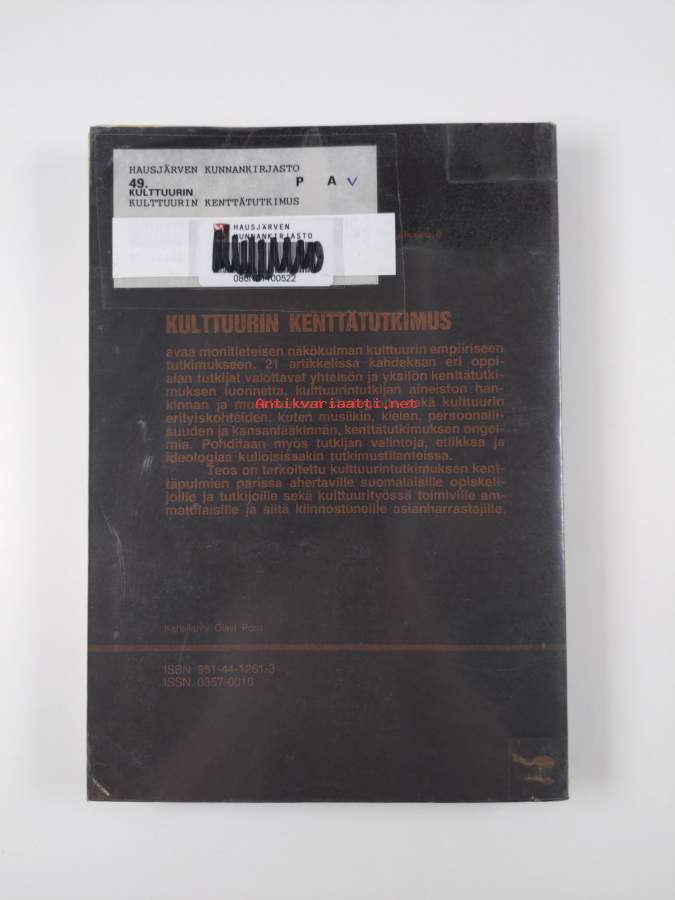 HAUSJÄRVEN KUNNANKIRJASTO
49. P A V
KULTTUURIN
KULTTUURIN KENTTÄTUTKIMUS
HAUSJÄRVEN
KUNNANKIRJASTO
00522
KULTTUURIN KENTTÄTUTKIMUS
avaa monitieteisen näkökulman kulttuurin empiiriseen
tutkimukseen. 21 artikkelissa kahdeksan eri oppi-
alan tutkijat valottavat yhteisön ja yksilön kenttätutki-
muksen luonnetta, kulttuurintutkijan aineiston han-
kinnan ja sekä kulttuurin
Antikvariaatti.net
erityiskohteiden, kuten musiikin, kielen, persoonalli-
suuden ja kansanlääkinnän, kenttätutkimuksen ongel-
mia. Pohditaan myös tutkijan valintoja, etiikkaa ja
ideologiaa kulloisissakin tutkimustilanteissa.
Teos on tarkoitettu kulttuurintutkimuksen kent-
täpulmien parissa ahertaville suomalaisille opiskeli-
joille ja tutkijoille sekä kulttuurityössä toimiville am-
mattilaisille ja siitä kiinnostuneille asianharrastajille.
Kansikuva Olavi
ISBN 951-44-1261-3
ISSN 0357-0010